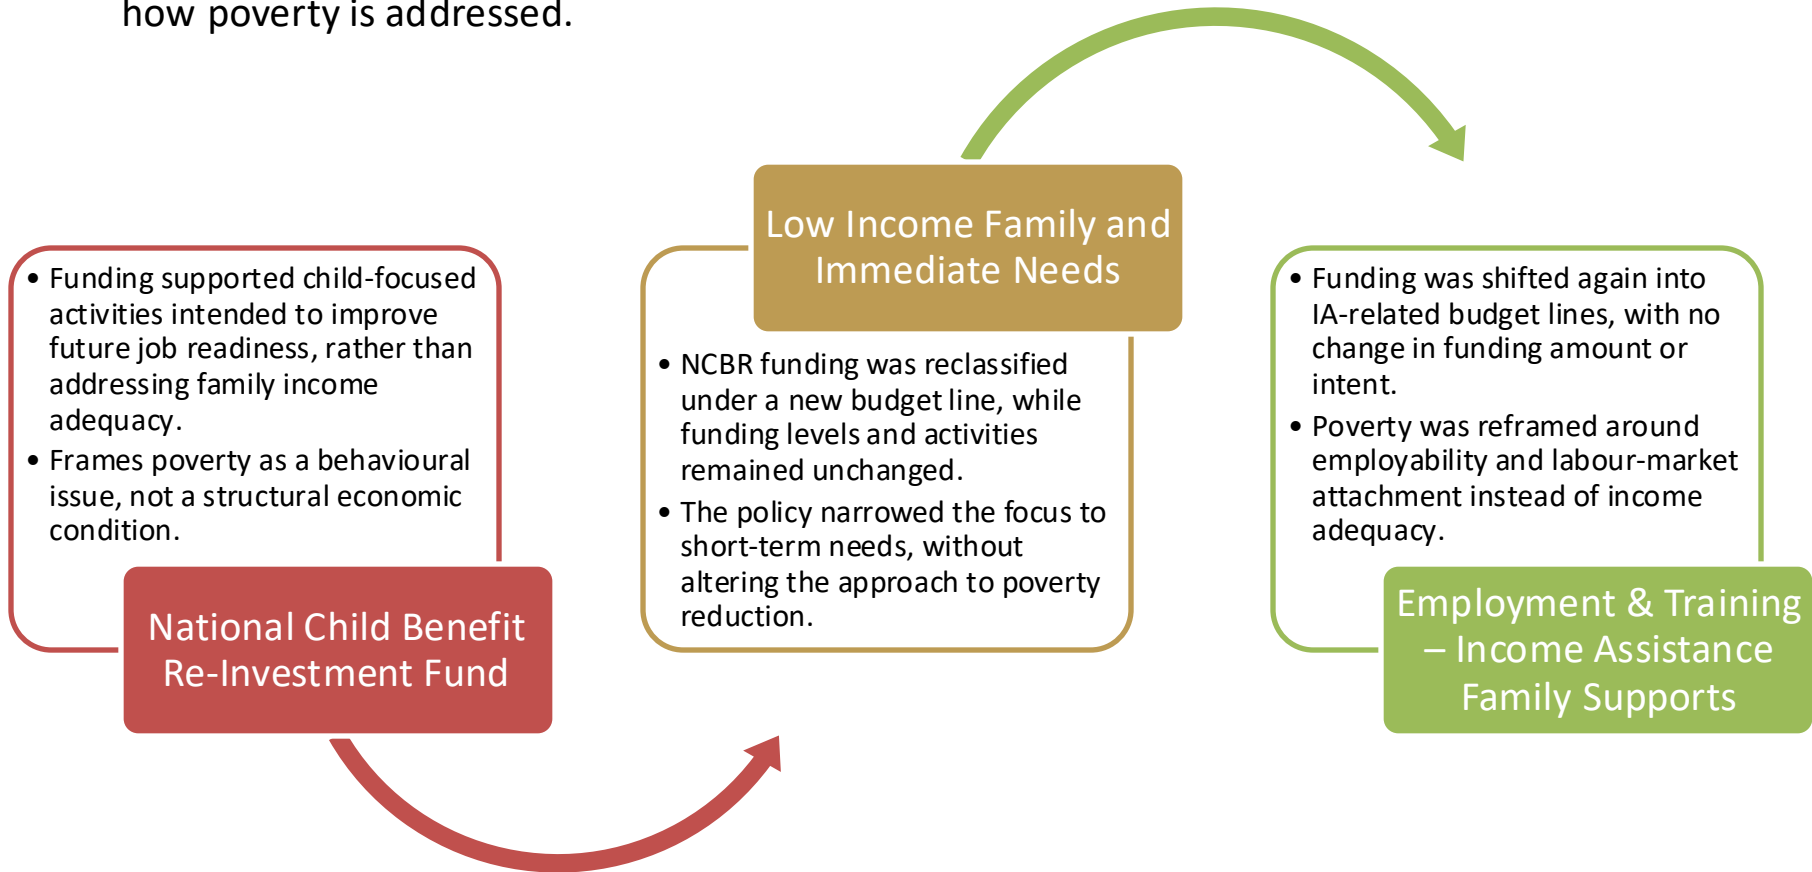 how poverty is addressed.
• Funding supported child-focused
activities intended to improve
future job readiness, rather than
addressing family income
adequacy.
• Frames poverty as a behavioural
issue, not a structural economic
condition.
National Child Benefit
Re-Investment Fund
Low Income Family and
Immediate Needs
• NCBR funding was reclassified
under a new budget line, while
funding levels and activities
remained unchanged.
• The policy narrowed the focus to
short-term needs, without
altering the approach to poverty
reduction.
• Funding was shifted again into
IA-related budget lines, with no
change in funding amount or
intent.
• Poverty was reframed around
employability and labour-market
attachment instead of income
adequacy.
Employment & Training
– Income Assistance
Family Supports